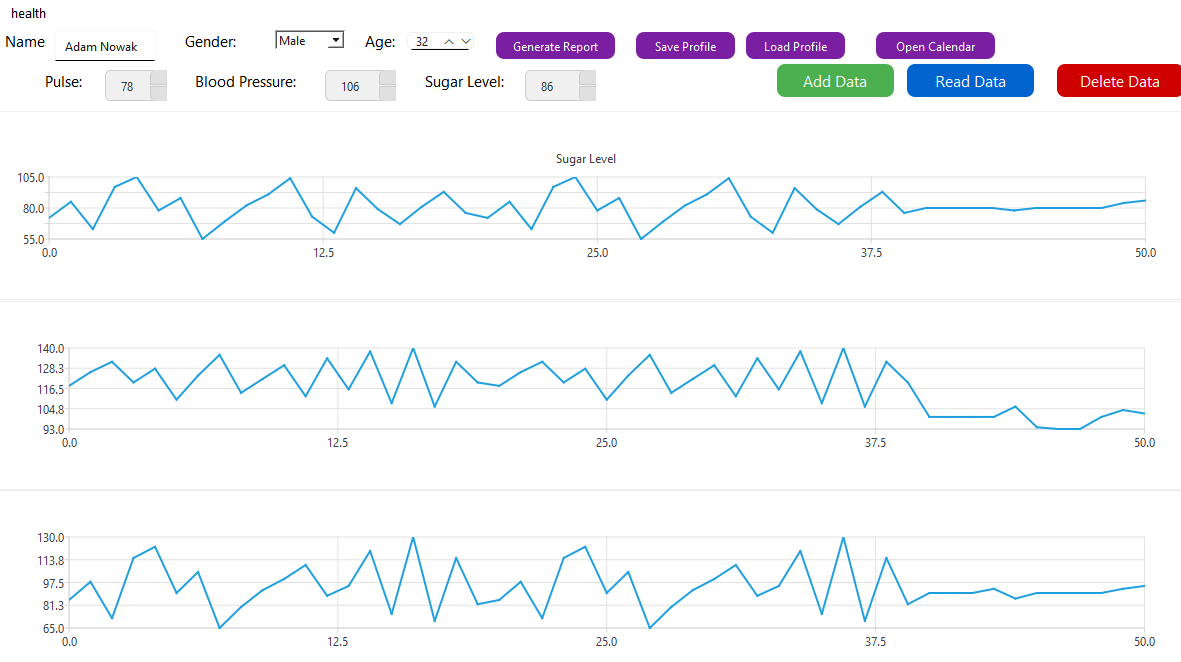 health
Name Adam Nowak Gender: Male Age: 32 Generate Report Save Profile Load Profile Open Calendar
Pulse: 78 Blood Pressure: 106 Sugar Level: 86 Add Data Read Data Delete Data
Sugar Level
105.0
80.0
55.0
0.0 12.5 25.0 37.5 50.0
140.0
128.3
116.5
104.8
93.0
0.0 12.5 25.0 37.5 50.0
130.0
113.8
97.5
81.3
65.0
0.0 12.5 25.0 37.5 50.0